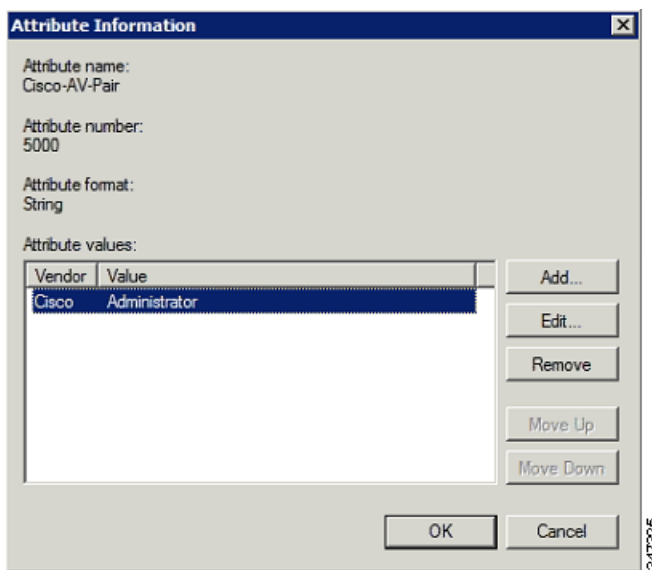 Attribute Information
Attribute name:
Cisco-AV-Pair
Attribute number:
5000
Attribute format:
String
Attribute values:
Vendor Value
Cisco Administrator
Add...
Edit...
Remove
Move Up
Move Down
OK
Cancel